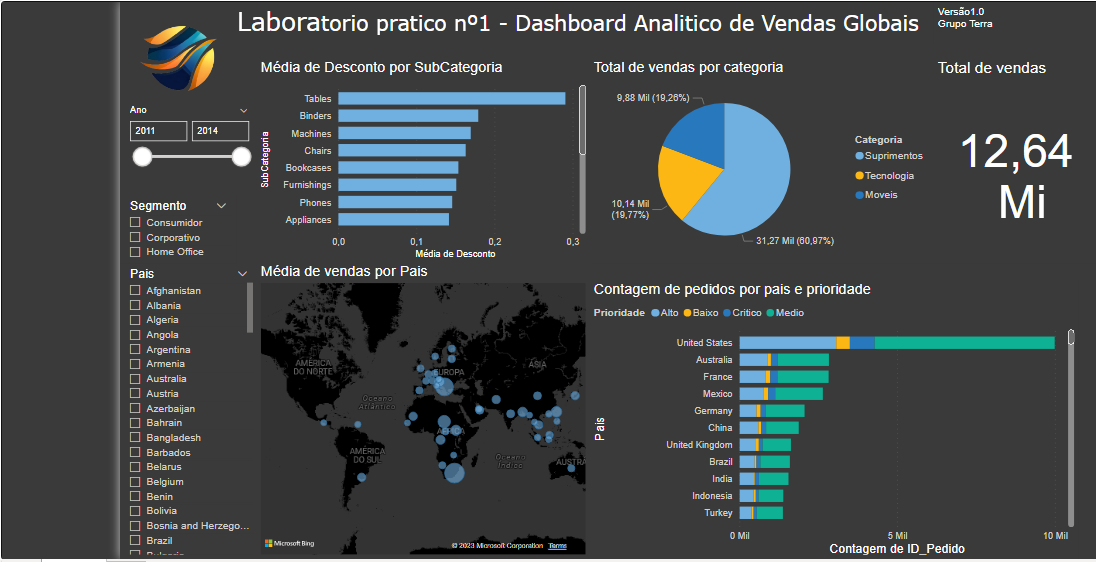 Laboratorio pratico nº1 - Dashboard Analitico de Vendas Globais
Versão1.0
Grupo Terra
Ano
2011
2014
Segmento
Consumidor
Corporativo
Home Office
Pais
Afghanistan
Albania
Algeria
Angola
Argentina
Armenia
Australia
Austria
Azerbaijan
Bahrain
Bangladesh
Barbados
Belarus
Belgium
Benin
Bolivia
Bosnia and Herzego...
Brazil
Média de Desconto por SubCategoria
SubCategoria
Tables
Binders
Machines
Chairs
Bookcases
Furnishings
Phones
Appliances
0,0
0,1
0,2
0,3
Média de Desconto
Total de vendas por categoria
9,88 Mil (19,26%)
10,14 Mil
(19,77%)
31,27 Mil (60,97%)
Categoria
Suprimentos
Tecnologia
Moveis
Total de vendas
12,64
Mi
Média de vendas por Pais
AMÉRICA
DO NORTE
EUROPA
ÁSIA
Oceano
Atlântico
ÁFRICA
AMÉRICA
DO SUL
Oceano
Índico
AUSTRA
Microsoft Bing
© 2023 Microsoft Corporation
Terms
Contagem de pedidos por pais e prioridade
Prioridade
Alto
Baixo
Critico
Medio
Pais
United States
Australia
France
Mexico
Germany
China
United Kingdom
Brazil
India
Indonesia
Turkey
0 Mil
5 Mil
10 Mil
Contagem de ID_Pedido